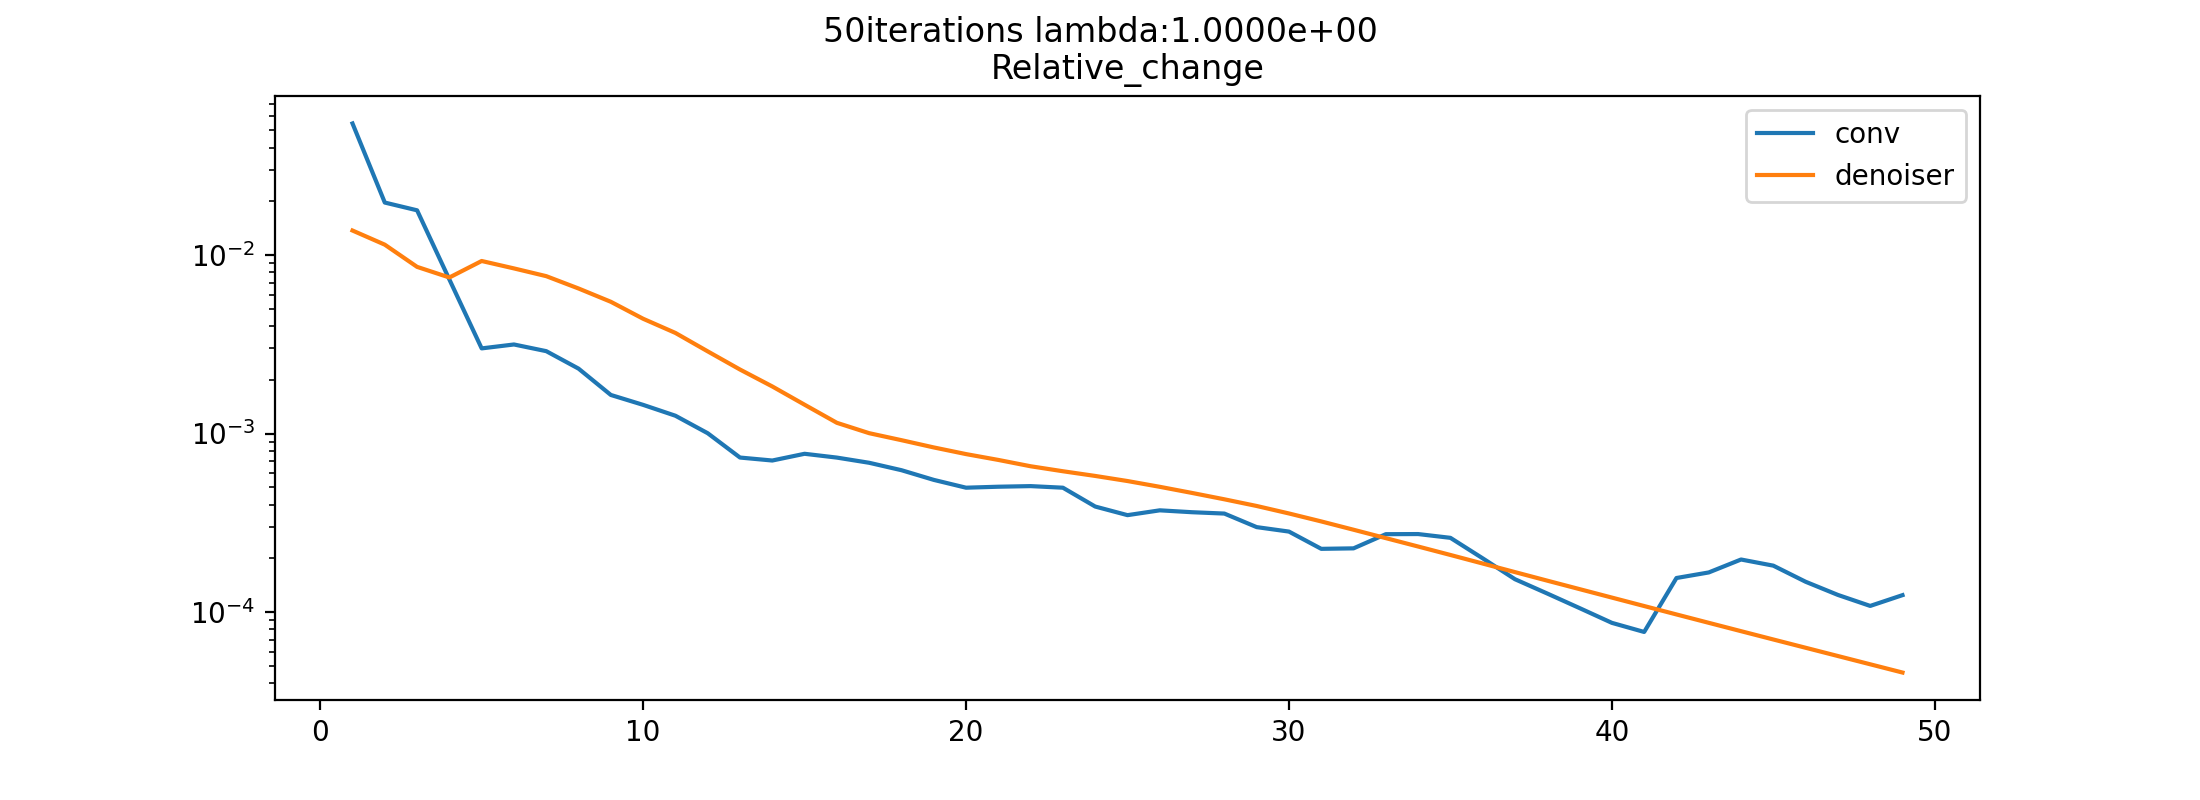 50iterations lambda:1.0000e+00
Relative_change
conv
denoiser
10⁻²
10⁻³
10⁻⁴
0 10 20 30 40 50